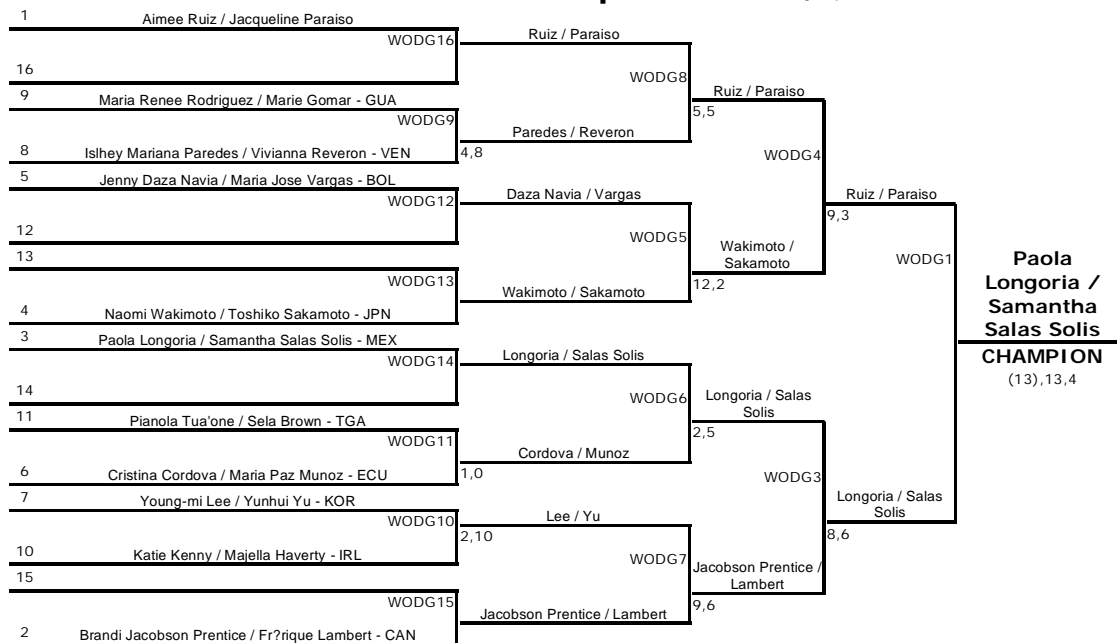 1
Aimee Ruiz / Jacqueline Paraiso
WODG16
Ruiz / Paraiso
16
WODG8
9
Maria Renee Rodriguez / Marie Gomar - GUA
Ruiz / Paraiso
WODG9
5,5
Paredes / Reveron
8
Islhey Mariana Paredes / Vivianna Reveron - VEN
4,8
WODG4
5
Jenny Daza Navia / Maria Jose Vargas - BOL
WODG12
Daza Navia / Vargas
Ruiz / Paraiso
9,3
12
WODG5
Wakimoto /
Sakamoto
WODG1
13
WODG13
12,2
Wakimoto / Sakamoto
4
Naomi Wakimoto / Toshiko Sakamoto - JPN
Paola
Longoria /
Samantha
Salas Solis
CHAMPION
(13),13,4
3
Paola Longoria / Samantha Salas Solis - MEX
WODG14
Longoria / Salas Solis
14
WODG6
Longoria / Salas
Solis
11
Pianola Tua'one / Sela Brown - TGA
2,5
WODG11
Cordova / Munoz
6
Cristina Cordova / Maria Paz Munoz - ECU
1,0
WODG3
7
Young-mi Lee / Yunhui Yu - KOR
Longoria / Salas
Solis
WODG10
Lee / Yu
2,10
8,6
10
Katie Kenny / Majella Haverty - IRL
WODG7
Jacobson Prentice /
Lambert
15
WODG15
9,6
Jacobson Prentice / Lambert
2
Brandi Jacobson Prentice / Fr?rique Lambert - CAN